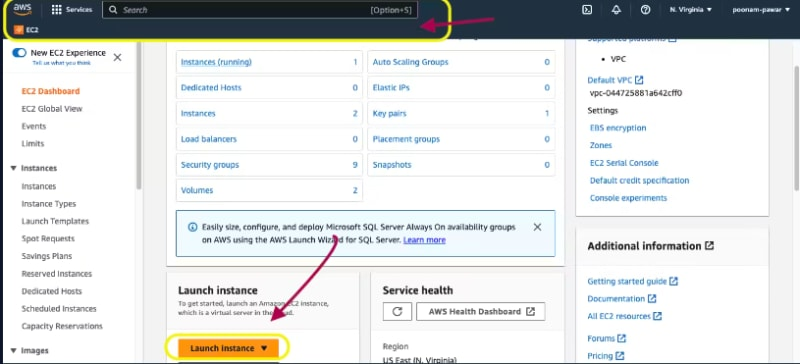 aws
Services
Search
[Option+S]
N. Virginia
poonam-pawar
EC2
New EC2 Experience
Tell us what you think
EC2 Dashboard
EC2 Global View
Events
Limits
Instances
Instances
Instance Types
Launch Templates
Spot Requests
Savings Plans
Reserved Instances
Dedicated Hosts
Scheduled Instances
Capacity Reservations
Images
Instances (running) 1
Auto Scaling Groups 0
Dedicated Hosts 0
Elastic IPs 0
Instances 2
Key pairs 1
Load balancers 0
Placement groups 0
Security groups 9
Snapshots 0
Volumes 2
Easily size, configure, and deploy Microsoft SQL Server Always On availability groups
on AWS using the AWS Launch Wizard for SQL Server. Learn more
Launch instance
To get started, launch an Amazon EC2 instance,
which is a virtual server in the
Launch instance
Service health
AWS Health Dashboard
Region
US East (N. Virginia)
Supported platforms
VPC
Default VPC
vpc-044725881a642cff0
Settings
EBS encryption
Zones
EC2 Serial Console
Default credit specification
Console experiments
Additional information
Getting started guide
Documentation
All EC2 resources
Forums
Pricing